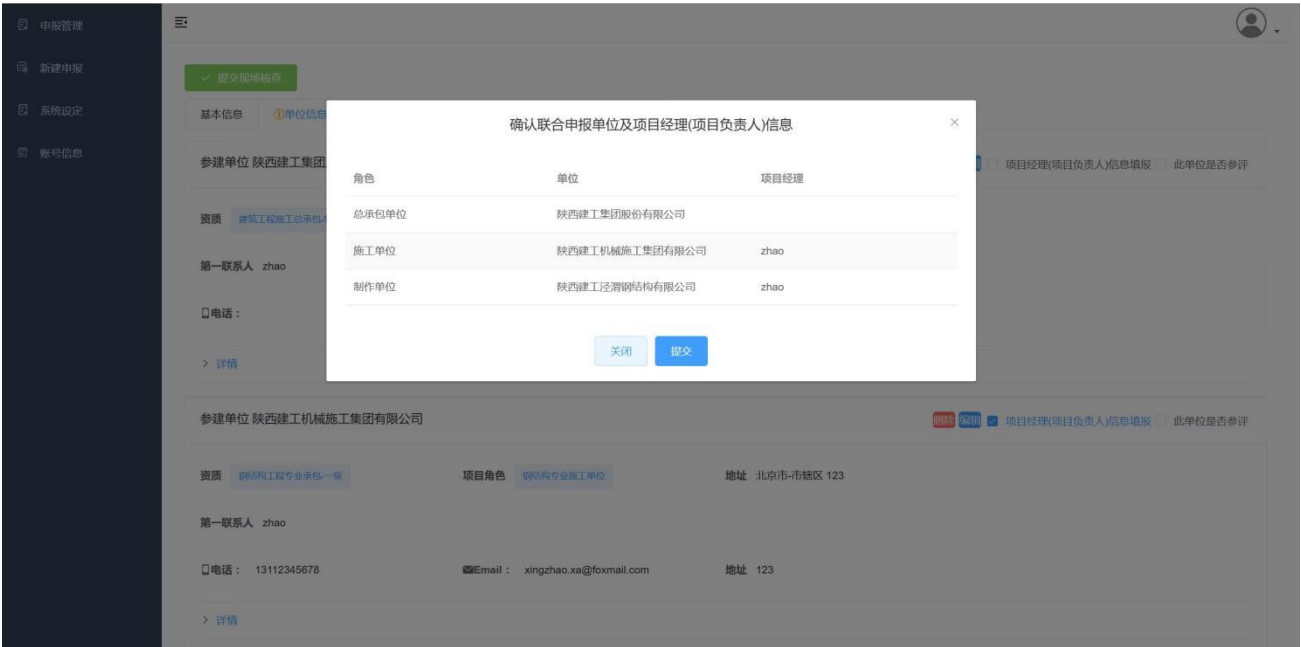 申报管理
新建申报
系统设定
账号信息
提交现场核查
基本信息 单位信息
确认联合申报单位及项目经理(项目负责人)信息
角色 单位 项目经理
总承包单位 陕西建工集团股份有限公司
施工单位 陕西建工机械施工集团有限公司 zhao
制作单位 陕西建工泾渭钢结构有限公司 zhao
关闭 提交
参建单位 陕西建工集团
项目经理(项目负责人)信息填报 此单位是否参评
资质 建筑工程施工总承包
第一联系人 zhao
电话：
详情
参建单位 陕西建工机械施工集团有限公司 删除 编辑 项目经理(项目负责人)信息填报 此单位是否参评
资质 钢结构工程专业承包-一级 项目角色 钢结构专业施工单位 地址 北京市-市辖区 123
第一联系人 zhao
电话： 13112345678 Email： xingzhao.xa@foxmail.com 地址 123
详情